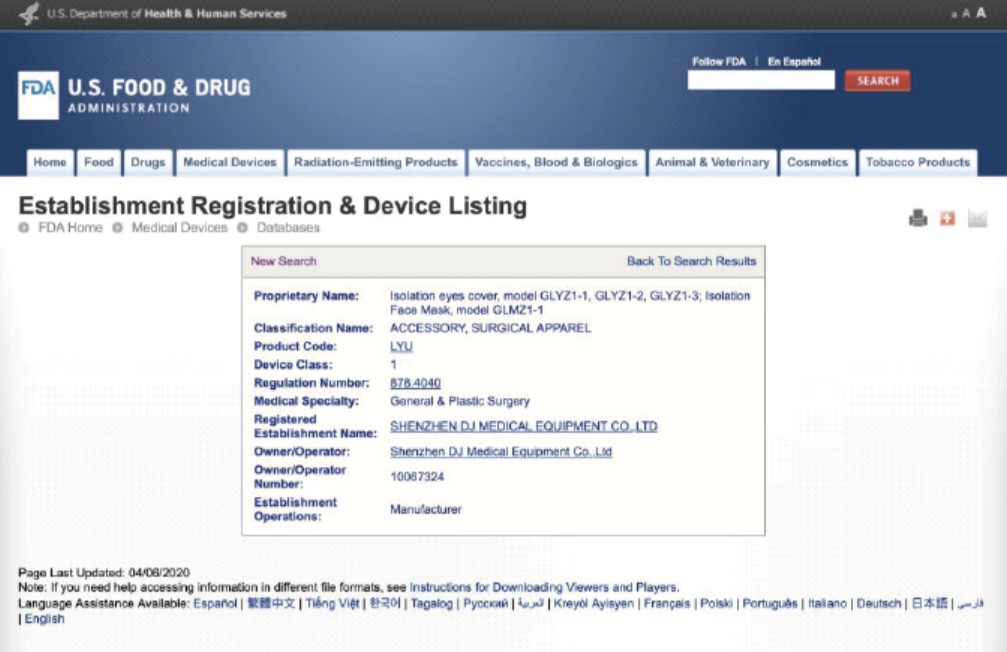 U.S. Department of Health & Human Services
a A A
Follow FDA | En Español
FDA U.S. FOOD & DRUG
ADMINISTRATION
SEARCH
Home Food Drugs Medical Devices Radiation-Emitting Products Vaccines, Blood & Biologics Animal & Veterinary Cosmetics Tobacco Products
Establishment Registration & Device Listing
FDA Home Medical Devices Databases
New Search Back To Search Results
Proprietary Name: Isolation eyes cover, model GLYZ1-1, GLYZ1-2, GLYZ1-3; Isolation
Face Mask, model GLMZ1-1
Classification Name: ACCESSORY, SURGICAL APPAREL
Product Code: LYU
Device Class: 1
Regulation Number: 878.4040
Medical Specialty: General & Plastic Surgery
Registered
Establishment Name: SHENZHEN DJ MEDICAL EQUIPMENT CO.,LTD
Owner/Operator: Shenzhen DJ Medical Equipment Co.,Ltd
Owner/Operator
Number: 10067324
Establishment
Operations: Manufacturer
Page Last Updated: 04/06/2020
Note: If you need help accessing information in different file formats, see Instructions for Downloading Viewers and Players.
Language Assistance Available: Español | 繁體中文 | Tiếng Việt | 한국어 | Tagalog | Русский | العربية | Kreyòl Ayisyen | Français | Polski | Português | Italiano | Deutsch | 日本語 | فارسی
| English